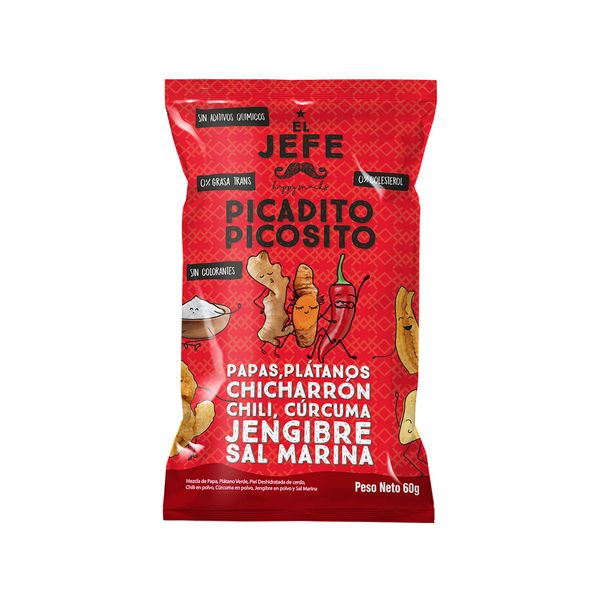 SIN ADITIVOS QUÍMICOS
EL
JEFE
happy snacks
0% GRASA TRANS
0% COLESTEROL
PICADITO
PICOSITO
SIN COLORANTES
PAPAS, PLÁTANOS
CHICHARRÓN
CHILI, CÚRCUMA
JENGIBRE
SAL MARINA
Mezcla de Papa, Plátano Verde, Piel Deshidratada de cerdo,
Chili en polvo, Cúrcuma en polvo, Jengibre en polvo y Sal Marina
Peso Neto 60g